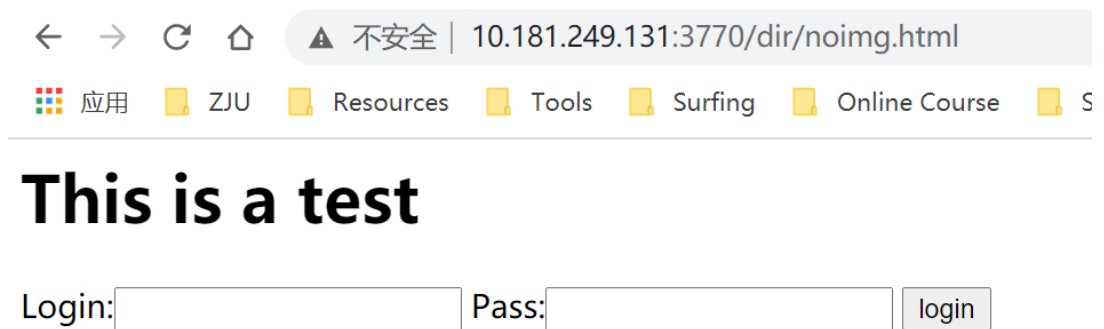 不安全 | 10.181.249.131:3770/dir/noimg.html
应用 ZJU Resources Tools Surfing Online Course S
This is a test
Login: Pass: login